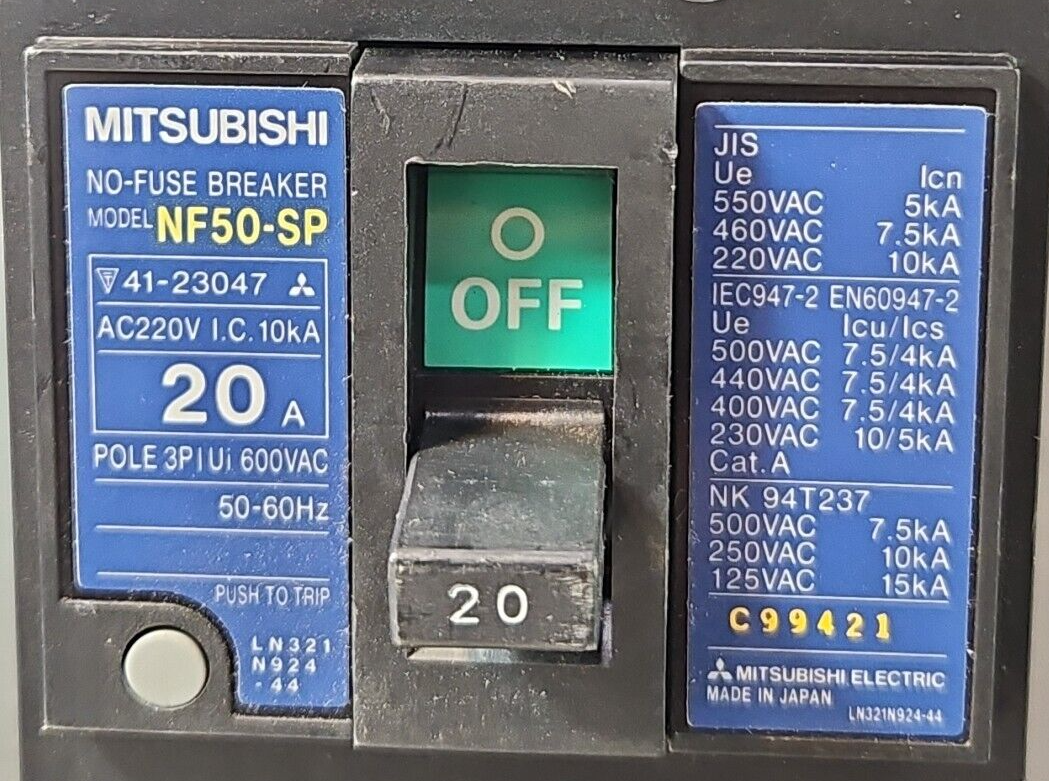 MITSUBISHI
NO-FUSE BREAKER
MODEL NF50-SP
41-23047
AC220V I.C. 10kA
20 A
POLE 3P Ui 600VAC
50-60Hz
PUSH TO TRIP
LN321
N924
-44
O
OFF
20
JIS
Ue Icn
550VAC 5kA
460VAC 7.5kA
220VAC 10kA
IEC947-2 EN60947-2
Ue Icu/Ics
500VAC 7.5/4kA
440VAC 7.5/4kA
400VAC 7.5/4kA
230VAC 10/5kA
Cat.A
NK 94T237
500VAC 7.5kA
250VAC 10kA
125VAC 15kA
C99421
MITSUBISHI ELECTRIC
MADE IN JAPAN
LN321N924-44